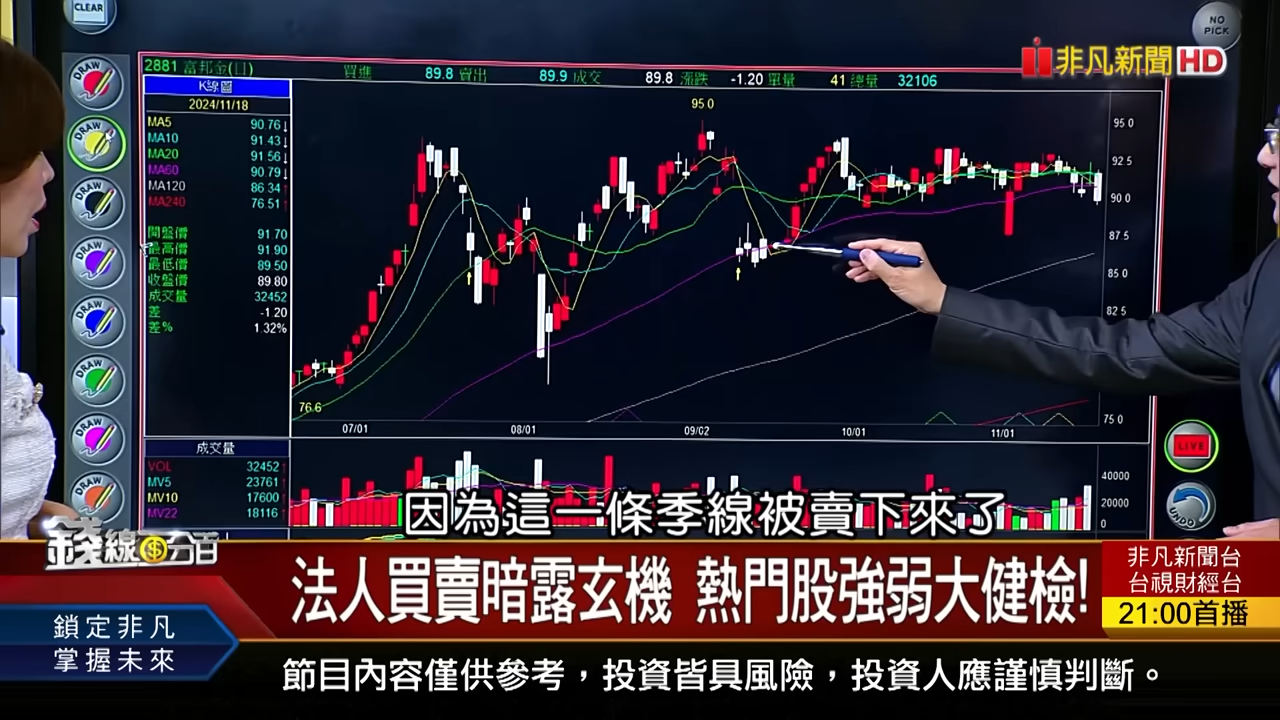 CLEAR
NO
PICK
非凡新聞HD
2881 富邦金(日) 買進 89.8 賣出 89.9 成交 89.8 漲跌 -1.20 單量 41 總量 32106
K線圖
2024/11/18
MA5 90.76↓
MA10 91.43↓
MA20 91.56↓
MA60 90.79↓
MA120 86.34↑
MA240 76.51↑
開盤價 91.70
最高價 91.90
最低價 89.50
收盤價 89.80
成交量 32452
差 -1.20
差% 1.32%
95.0
76.6
95.0
92.5
90.0
87.5
85.0
82.5
75.0
07/01 08/01 09/02 10/01 11/01
DRAW
DRAW
DRAW
DRAW
DRAW
DRAW
DRAW
DRAW
LIVE
UNDO
成交量
VOL 32452↑
MV5 23761↑
MV10 17600
MV22 18116↑
40000
20000
0
因為這一條季線被賣下來了
錢線百分百
法人買賣暗露玄機 熱門股強弱大健檢!
非凡新聞台
台視財經台
21:00首播
鎖定非凡
掌握未來
節目內容僅供參考，投資皆具風險，投資人應謹慎判斷。